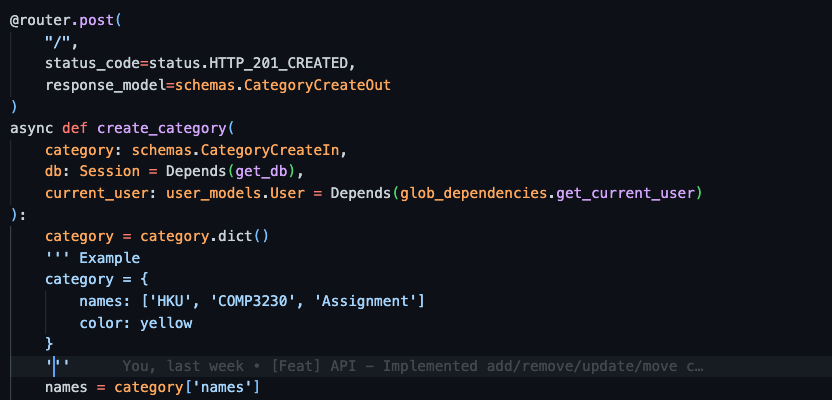 @router.post(
    "/",
    status_code=status.HTTP_201_CREATED,
    response_model=schemas.CategoryCreateOut
)
async def create_category(
    category: schemas.CategoryCreateIn,
    db: Session = Depends(get_db),
    current_user: user_models.User = Depends(glob_dependencies.get_current_user)
):
    category = category.dict()
    ''' Example
    category = {
        names: ['HKU', 'COMP3230', 'Assignment']
        color: yellow
    }
    '''      You, last week • [Feat] API – Implemented add/remove/update/move c…
    names = category['names']